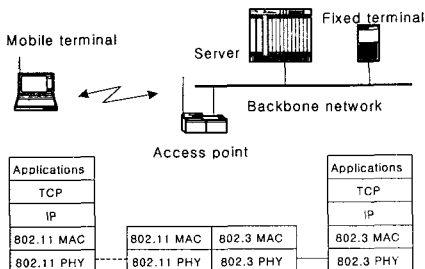 Mobile terminal
Server
Fixed terminal
Backbone network
Access point
Applications
TCP
IP
802.11 MAC
802.11 PHY
802.11 MAC 802.3 MAC
802.11 PHY 802.3 PHY
Applications
TCP
IP
802.3 MAC
802.3 PHY